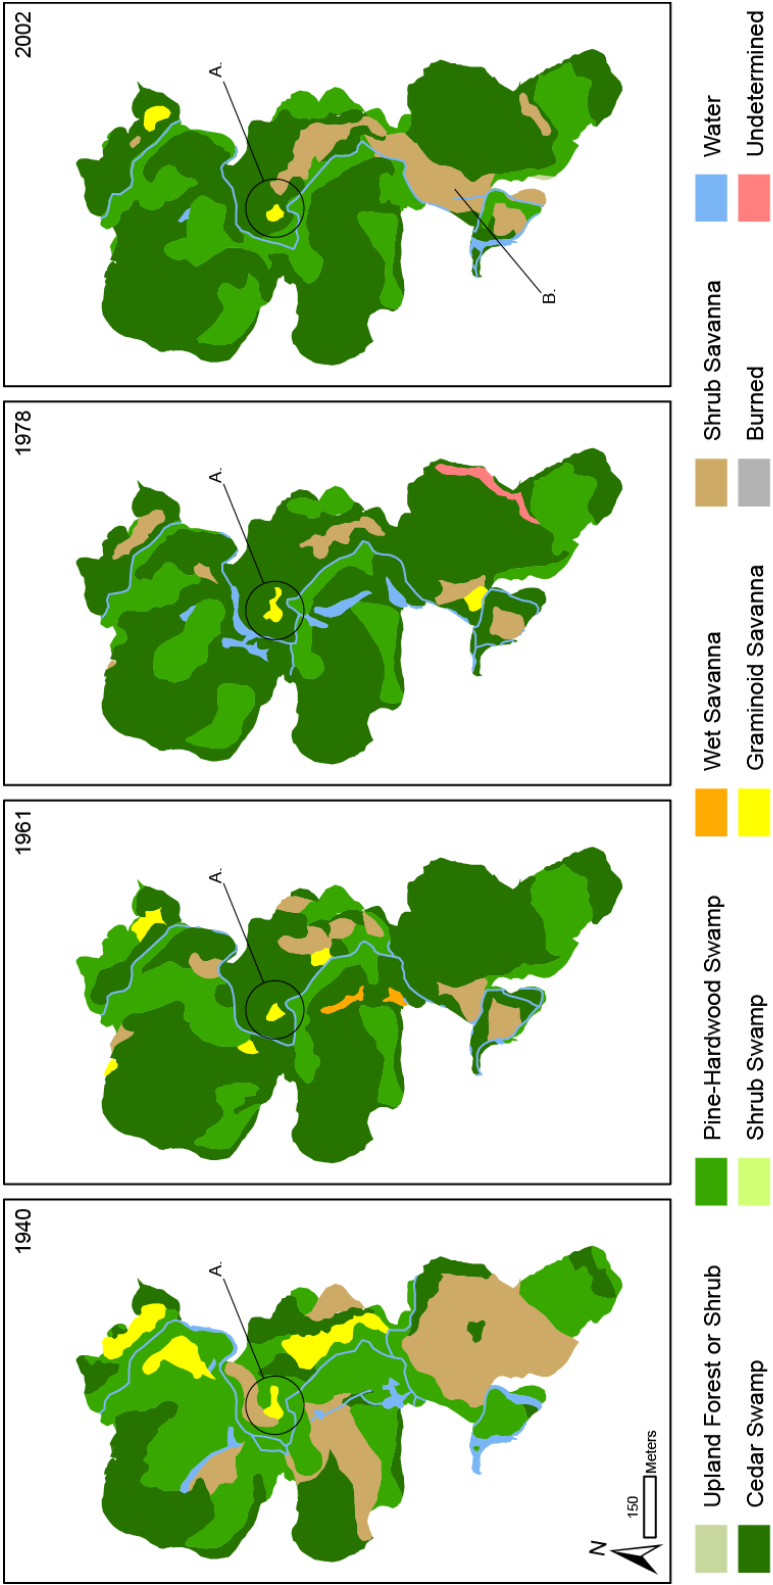 1940
A.
N
150
Meters
1961
A.
1978
A.
2002
A.
B.
Upland Forest or Shrub
Pine-Hardwood Swamp
Wet Savanna
Shrub Savanna
Water
Cedar Swamp
Shrub Swamp
Graminoid Savanna
Burned
Undetermined